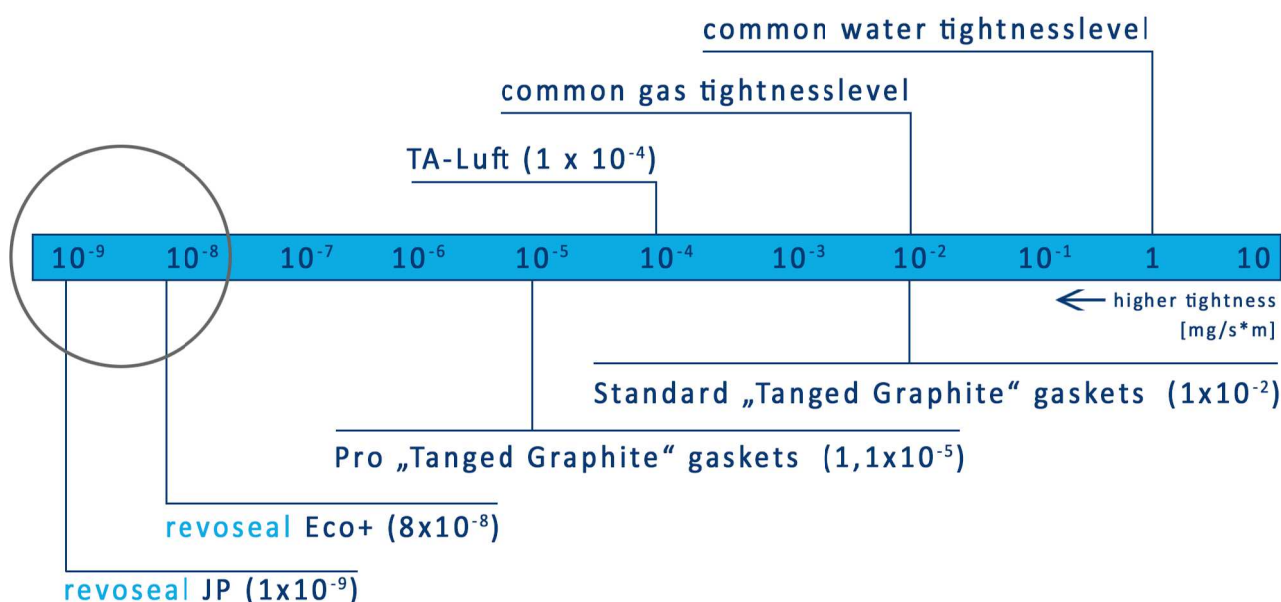 common water tightnesslevel
common gas tightnesslevel
TA-Luft (1 x 10⁻⁴)
10⁻⁹ 10⁻⁸ 10⁻⁷ 10⁻⁶ 10⁻⁵ 10⁻⁴ 10⁻³ 10⁻² 10⁻¹ 1 10
← higher tightness
[mg/s*m]
Standard „Tanged Graphite“ gaskets (1x10⁻²)
Pro „Tanged Graphite“ gaskets (1,1x10⁻⁵)
revoseal Eco+ (8x10⁻⁸)
revoseal JP (1x10⁻⁹)